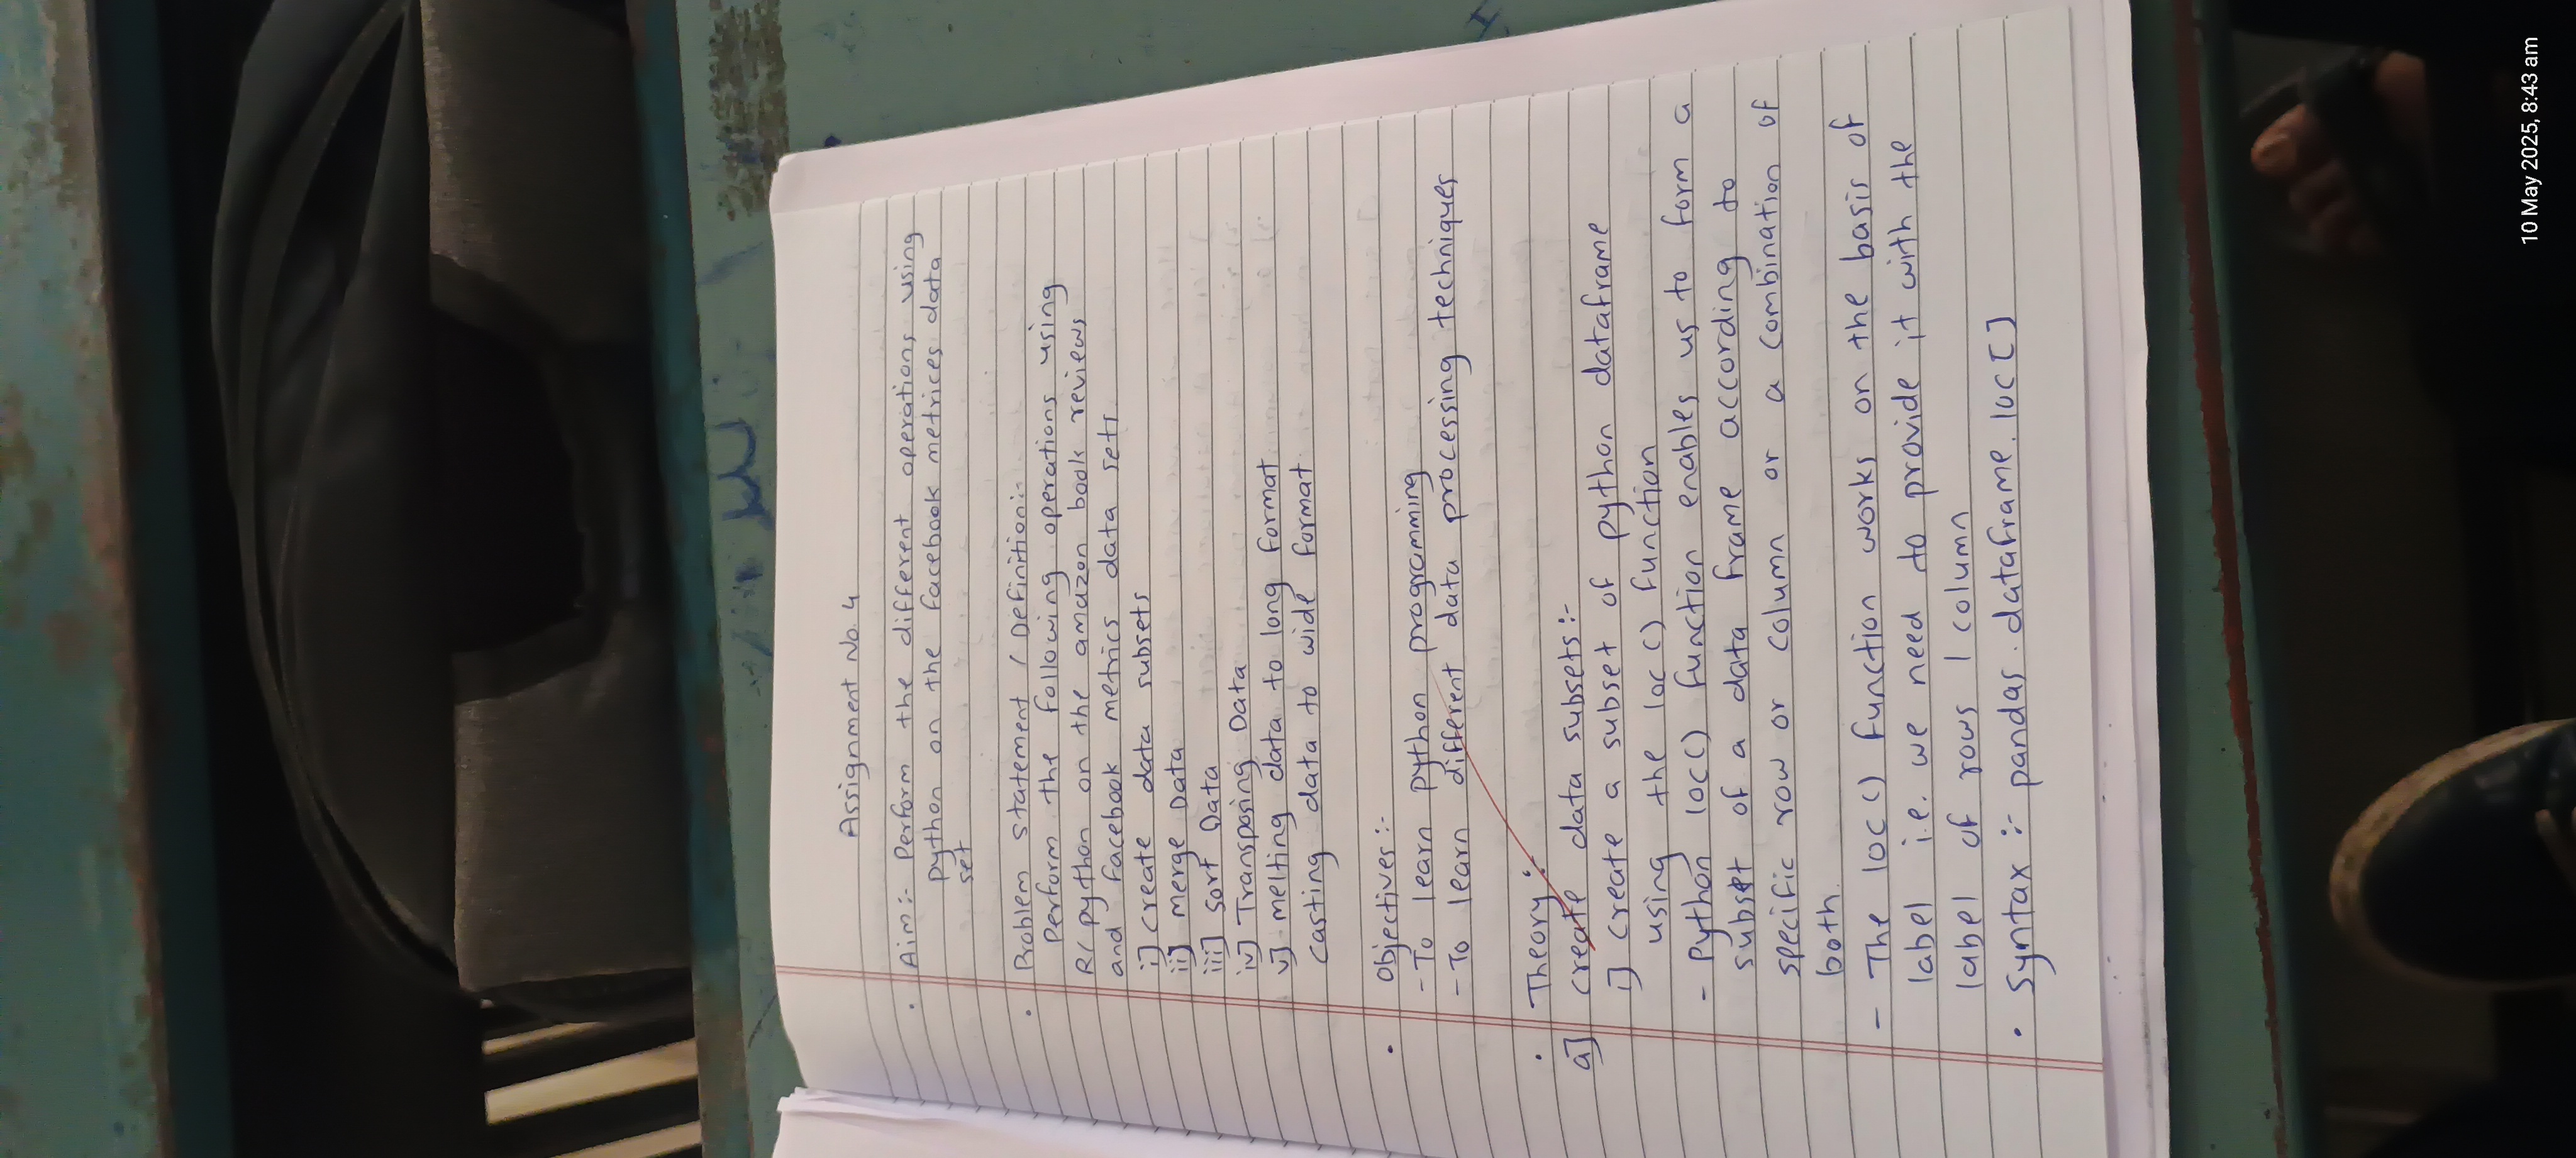 Assignment No. 4
• Aim:- Perform the different operations using
python on the facebook metrices data
set
• Problem statement / Definition:-
Perform the following operations using
R/ python on the amazon book reviews
and facebook metrics data sets
i] create data subsets
ii] merge Data
iii] sort Data
iv] Transposing Data
v] melting data to long format
casting data to wide format
• Objectives :-
- To learn python programming
- To learn different data processing techniques
• Theory :-
a] create data subsets:-
i] create a subset of python dataframe
using the loc() function
- Python loc() function enables us to form a
subset of a data frame according to
specific row or column or a combination of
both.
- The loc() function works on the basis of
label i.e. we need to provide it with the
label of rows / column
• Syntax :- pandas.dataframe.loc[]
10 May 2025, 8:43 am